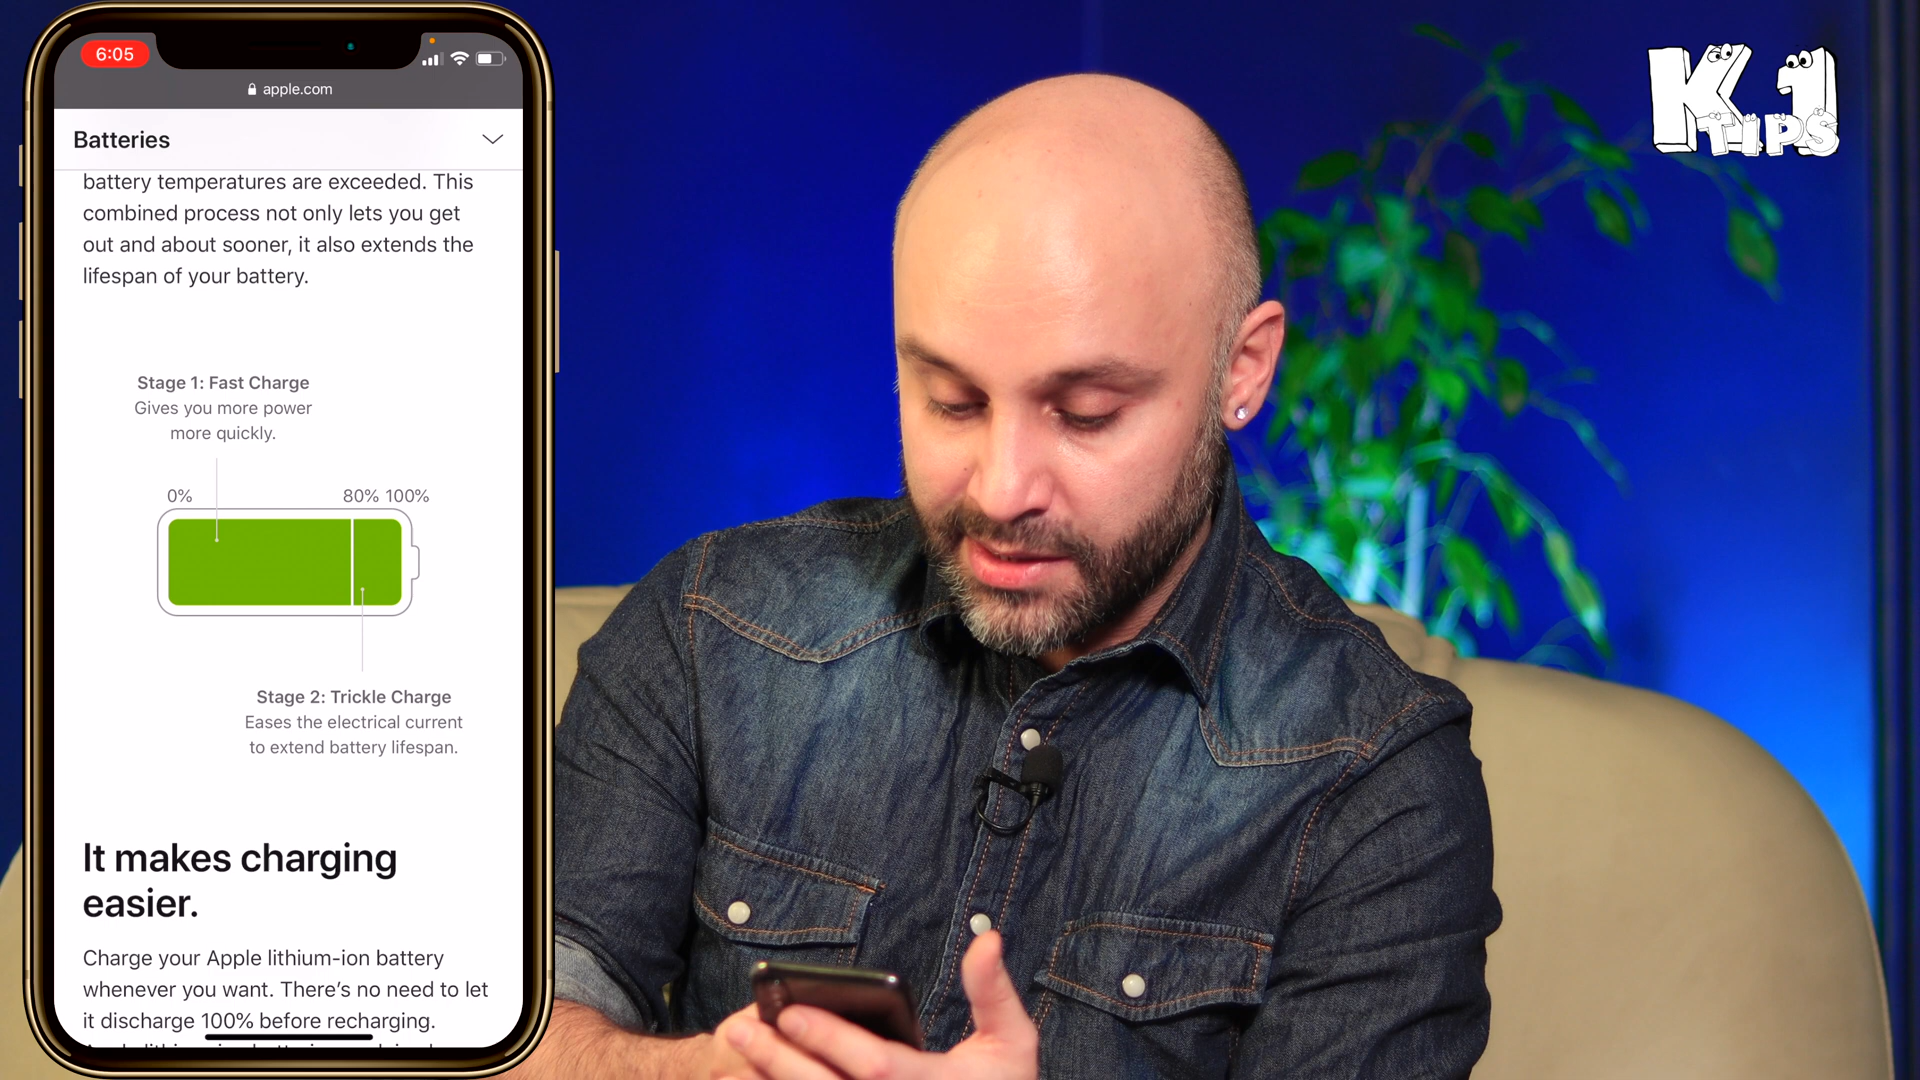 6:05
apple.com
Batteries
battery temperatures are exceeded. This
combined process not only lets you get
out and about sooner, it also extends the
lifespan of your battery.
Stage 1: Fast Charge
Gives you more power
more quickly.
0% 80% 100%
Stage 2: Trickle Charge
Eases the electrical current
to extend battery lifespan.
It makes charging
easier.
Charge your Apple lithium-ion battery
whenever you want. There’s no need to let
it discharge 100% before recharging.
K1
TIPS